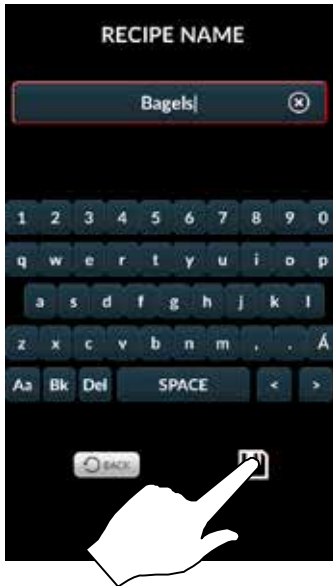 RECIPE NAME
Bagels
1 2 3 4 5 6 7 8 9 0
q w e r t y u i o p
a s d f g h j k l
z x c v b n m , . Á
Aa Bk Del SPACE < >
BACK